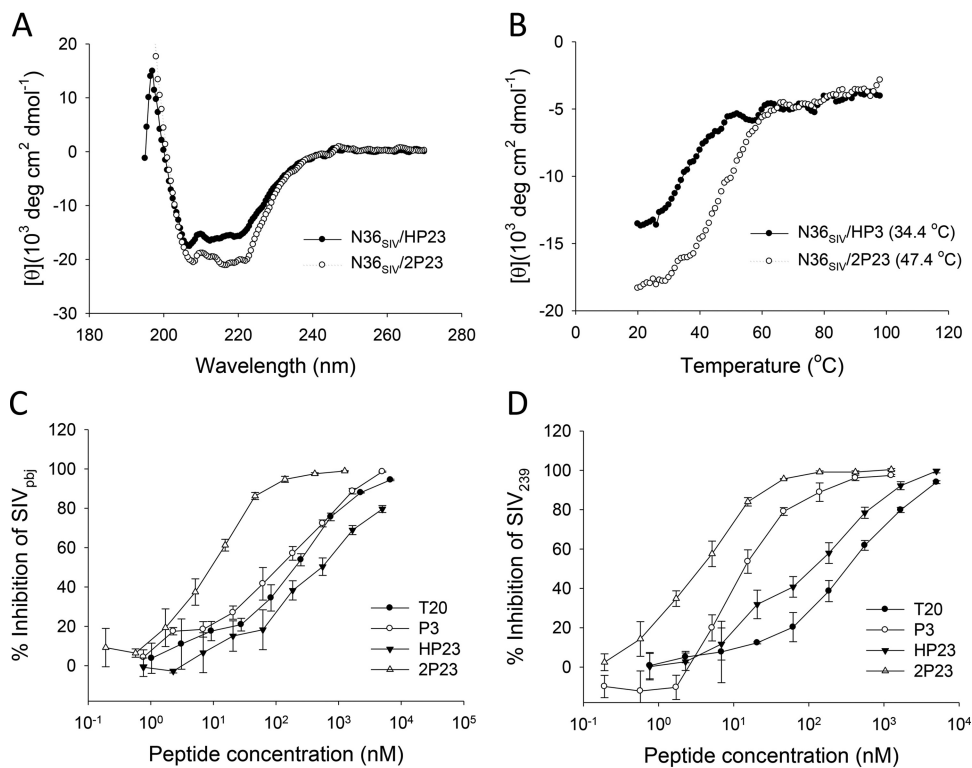 A
[θ](10³ deg cm² dmol⁻¹)
20
10
0
-10
-20
-30
180
200
220
240
260
280
Wavelength (nm)
N36SIV/HP23
N36SIV/2P23
B
[θ](10³ deg cm² dmol⁻¹)
0
-5
-10
-15
-20
0
20
40
60
80
100
120
Temperature (°C)
N36SIV/HP3 (34.4 °C)
N36SIV/2P23 (47.4 °C)
C
% Inhibition of SIVpbj
120
100
80
60
40
20
0
10⁻¹
10⁰
10¹
10²
10³
10⁴
10⁵
Peptide concentration (nM)
T20
P3
HP23
2P23
D
% Inhibition of SIV239
120
100
80
60
40
20
0
10⁻¹
10⁰
10¹
10²
10³
10⁴
Peptide concentration (nM)
T20
P3
HP23
2P23